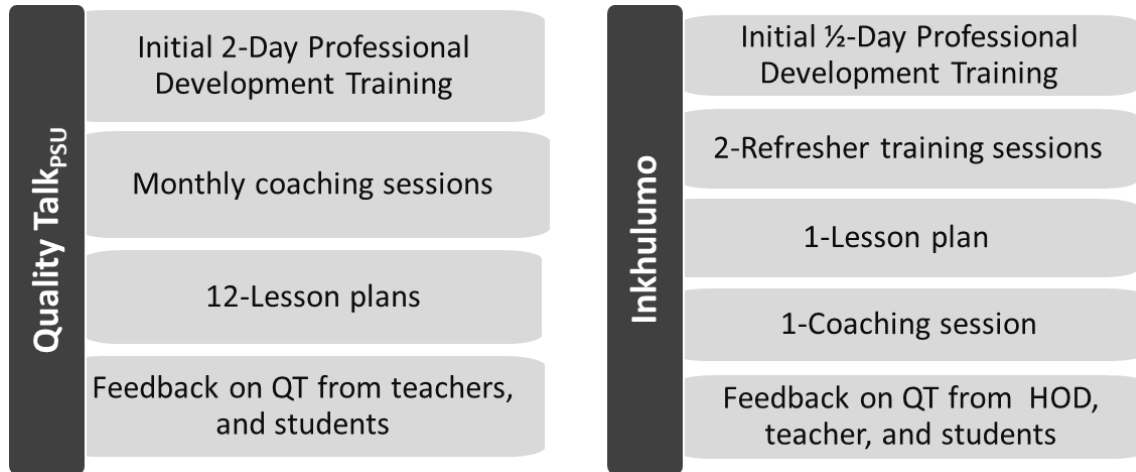 Quality Talk PSU
Initial 2-Day Professional
Development Training
Monthly coaching sessions
12-Lesson plans
Feedback on QT from teachers,
and students
Inkhulumo
Initial ½-Day Professional
Development Training
2-Refresher training sessions
1-Lesson plan
1-Coaching session
Feedback on QT from HOD,
teacher, and students